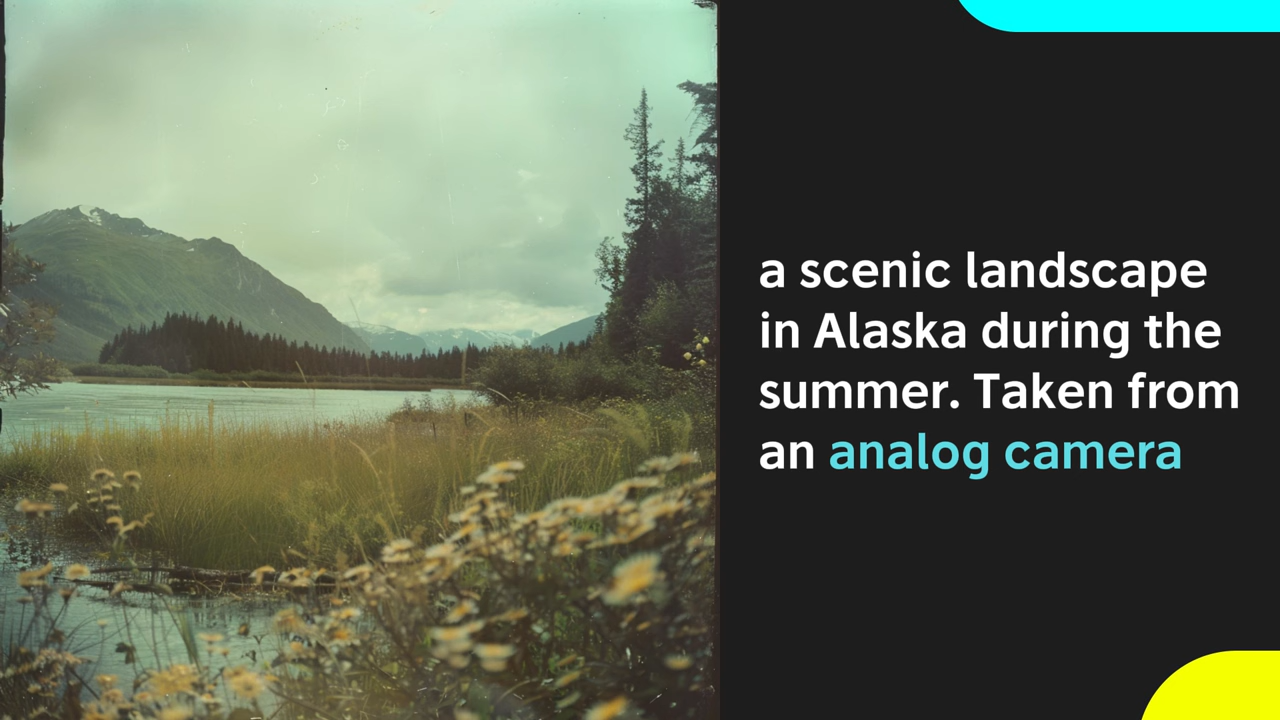 a scenic landscape
in Alaska during the
summer. Taken from
an analog camera